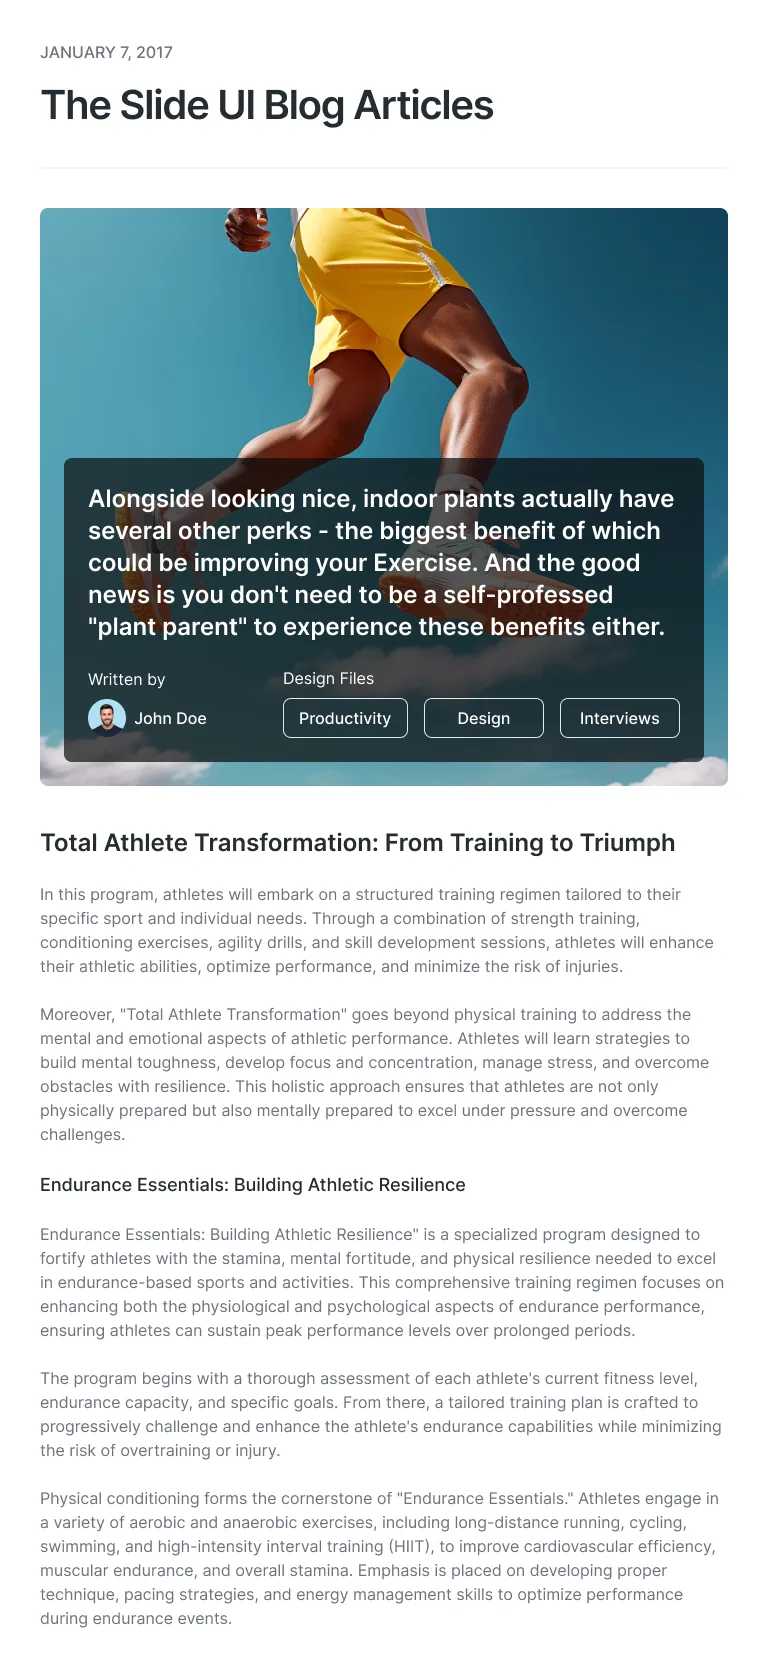 JANUARY 7, 2017
The Slide UI Blog Articles
Alongside looking nice, indoor plants actually have
several other perks - the biggest benefit of which
could be improving your Exercise. And the good
news is you don't need to be a self-professed
"plant parent" to experience these benefits either.
Written by
John Doe
Design Files
Productivity
Design
Interviews
Total Athlete Transformation: From Training to Triumph
In this program, athletes will embark on a structured training regimen tailored to their
specific sport and individual needs. Through a combination of strength training,
conditioning exercises, agility drills, and skill development sessions, athletes will enhance
their athletic abilities, optimize performance, and minimize the risk of injuries.
Moreover, "Total Athlete Transformation" goes beyond physical training to address the
mental and emotional aspects of athletic performance. Athletes will learn strategies to
build mental toughness, develop focus and concentration, manage stress, and overcome
obstacles with resilience. This holistic approach ensures that athletes are not only
physically prepared but also mentally prepared to excel under pressure and overcome
challenges.
Endurance Essentials: Building Athletic Resilience
Endurance Essentials: Building Athletic Resilience" is a specialized program designed to
fortify athletes with the stamina, mental fortitude, and physical resilience needed to excel
in endurance-based sports and activities. This comprehensive training regimen focuses on
enhancing both the physiological and psychological aspects of endurance performance,
ensuring athletes can sustain peak performance levels over prolonged periods.
The program begins with a thorough assessment of each athlete's current fitness level,
endurance capacity, and specific goals. From there, a tailored training plan is crafted to
progressively challenge and enhance the athlete's endurance capabilities while minimizing
the risk of overtraining or injury.
Physical conditioning forms the cornerstone of "Endurance Essentials." Athletes engage in
a variety of aerobic and anaerobic exercises, including long-distance running, cycling,
swimming, and high-intensity interval training (HIIT), to improve cardiovascular efficiency,
muscular endurance, and overall stamina. Emphasis is placed on developing proper
technique, pacing strategies, and energy management skills to optimize performance
during endurance events.